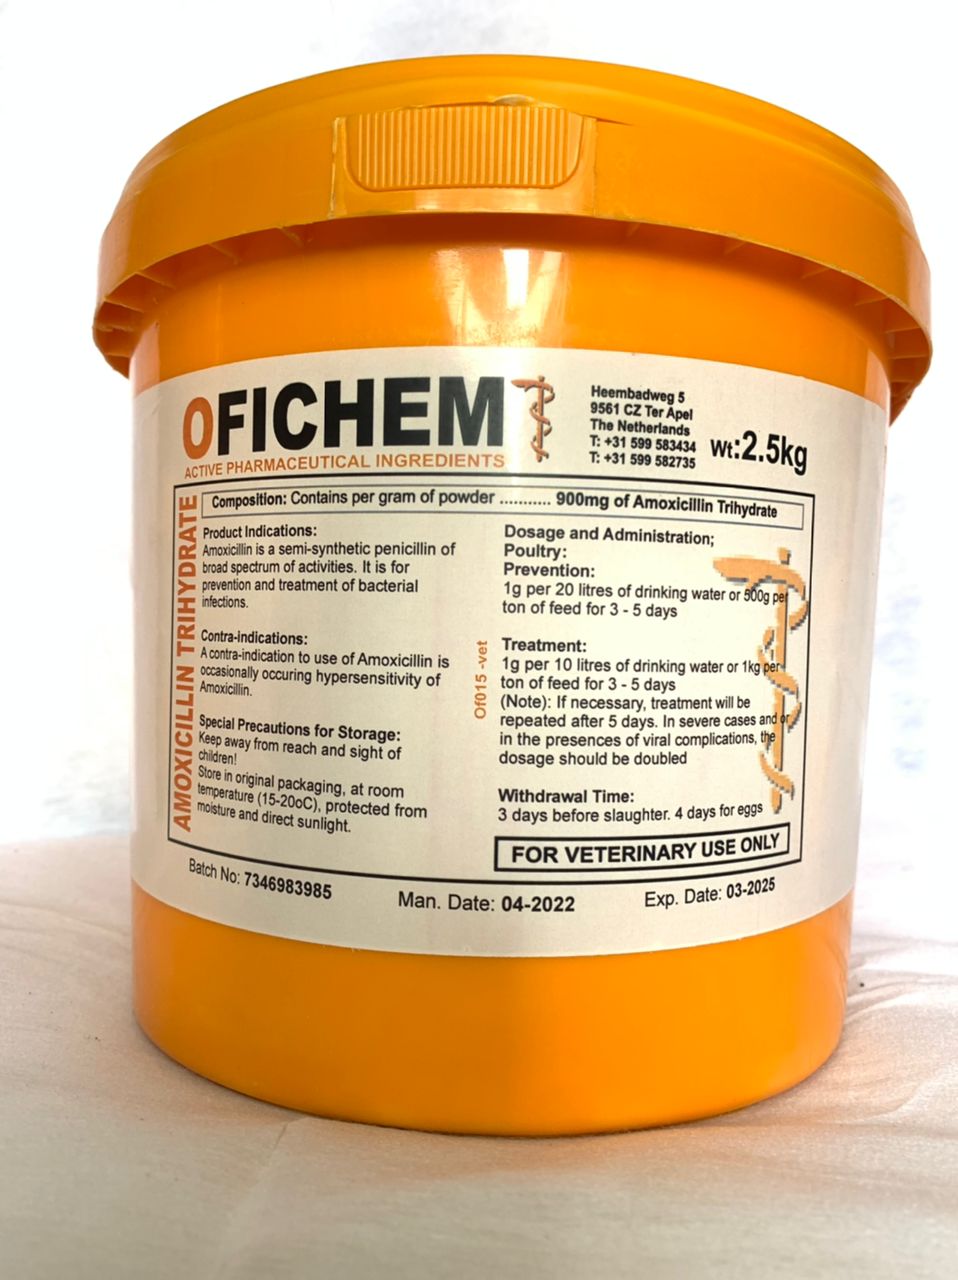 OFICHEM
ACTIVE PHARMACEUTICAL INGREDIENTS
Heembadweg 5
9561 CZ Ter Apel
The Netherlands
T: +31 599 583434
T: +31 599 582735
Wt:2.5kg
AMOXICILLIN TRIHYDRATE
Composition: Contains per gram of powder ........... 900mg of Amoxicillin Trihydrate
Product Indications:
Amoxicillin is a semi-synthetic penicillin of
broad spectrum of activities. It is for
prevention and treatment of bacterial
infections.
Contra-indications:
A contra-indication to use of Amoxicillin is
occasionally occuring hypersensitivity of
Amoxicillin.
Special Precautions for Storage:
Keep away from reach and sight of
children!
Store in original packaging, at room
temperature (15-20oC), protected from
moisture and direct sunlight.
Of015 -vet
Dosage and Administration;
Poultry:
Prevention:
1g per 20 litres of drinking water or 500g per
ton of feed for 3 - 5 days
Treatment:
1g per 10 litres of drinking water or 1kg per
ton of feed for 3 - 5 days
(Note): If necessary, treatment will be
repeated after 5 days. In severe cases and or
in the presences of viral complications, the
dosage should be doubled
Withdrawal Time:
3 days before slaughter. 4 days for eggs
FOR VETERINARY USE ONLY
Batch No: 7346983985
Man. Date: 04-2022
Exp. Date: 03-2025